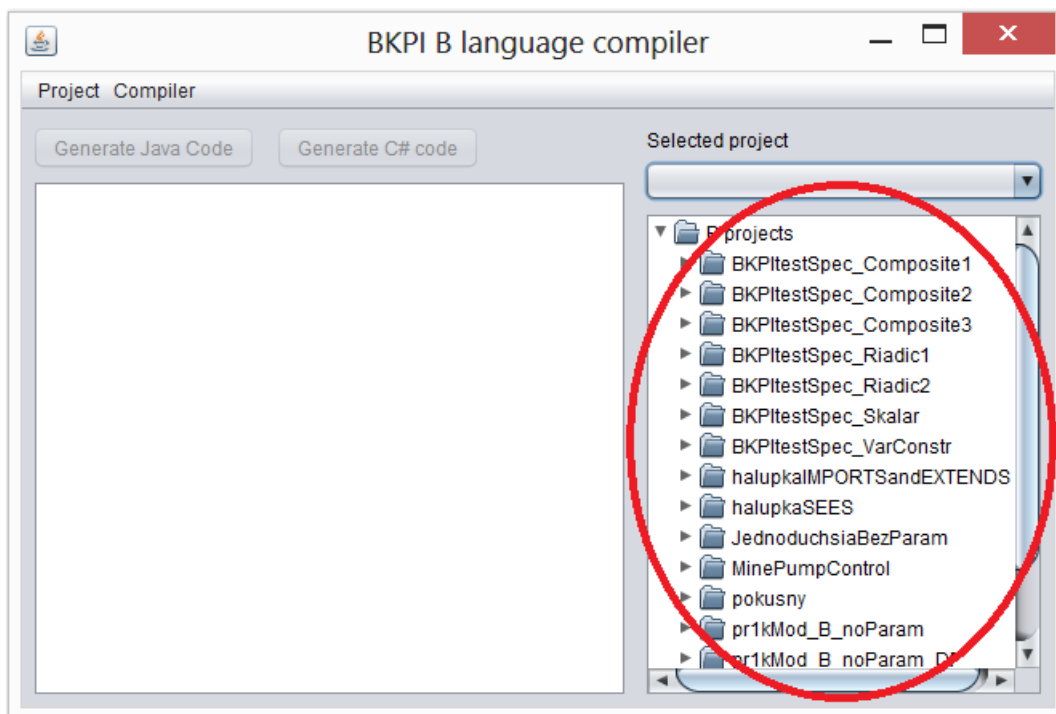 BKPI B language compiler
Project Compiler
Generate Java Code Generate C# code
Selected project
B projects
BKPItestSpec_Composite1
BKPItestSpec_Composite2
BKPItestSpec_Composite3
BKPItestSpec_Riadic1
BKPItestSpec_Riadic2
BKPItestSpec_Skalar
BKPItestSpec_VarConstr
halupkaIMPORTSandEXTENDS
halupkaSEES
JednoduchsiaBezParam
MinePumpControl
pokusny
pr1kMod_B_noParam